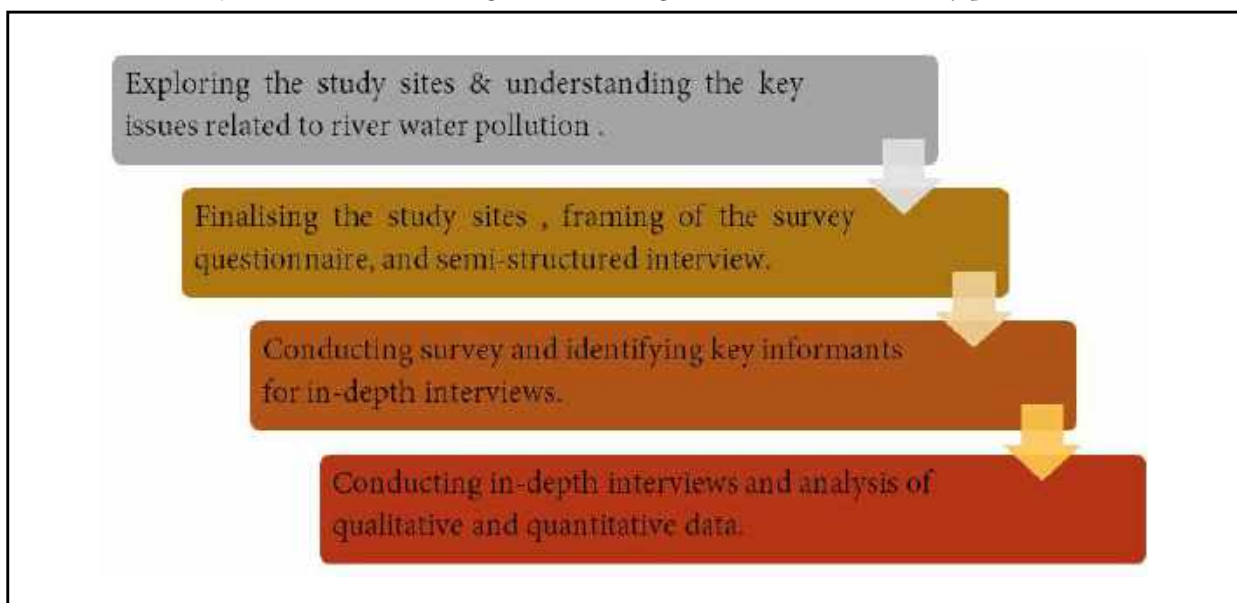 Exploring the study sites & understanding the key
issues related to river water pollution .
Finalising the study sites , framing of the survey
questionnaire, and semi-structured interview.
Conducting survey and identifying key informants
for in-depth interviews.
Conducting in-depth interviews and analysis of
qualitative and quantitative data.